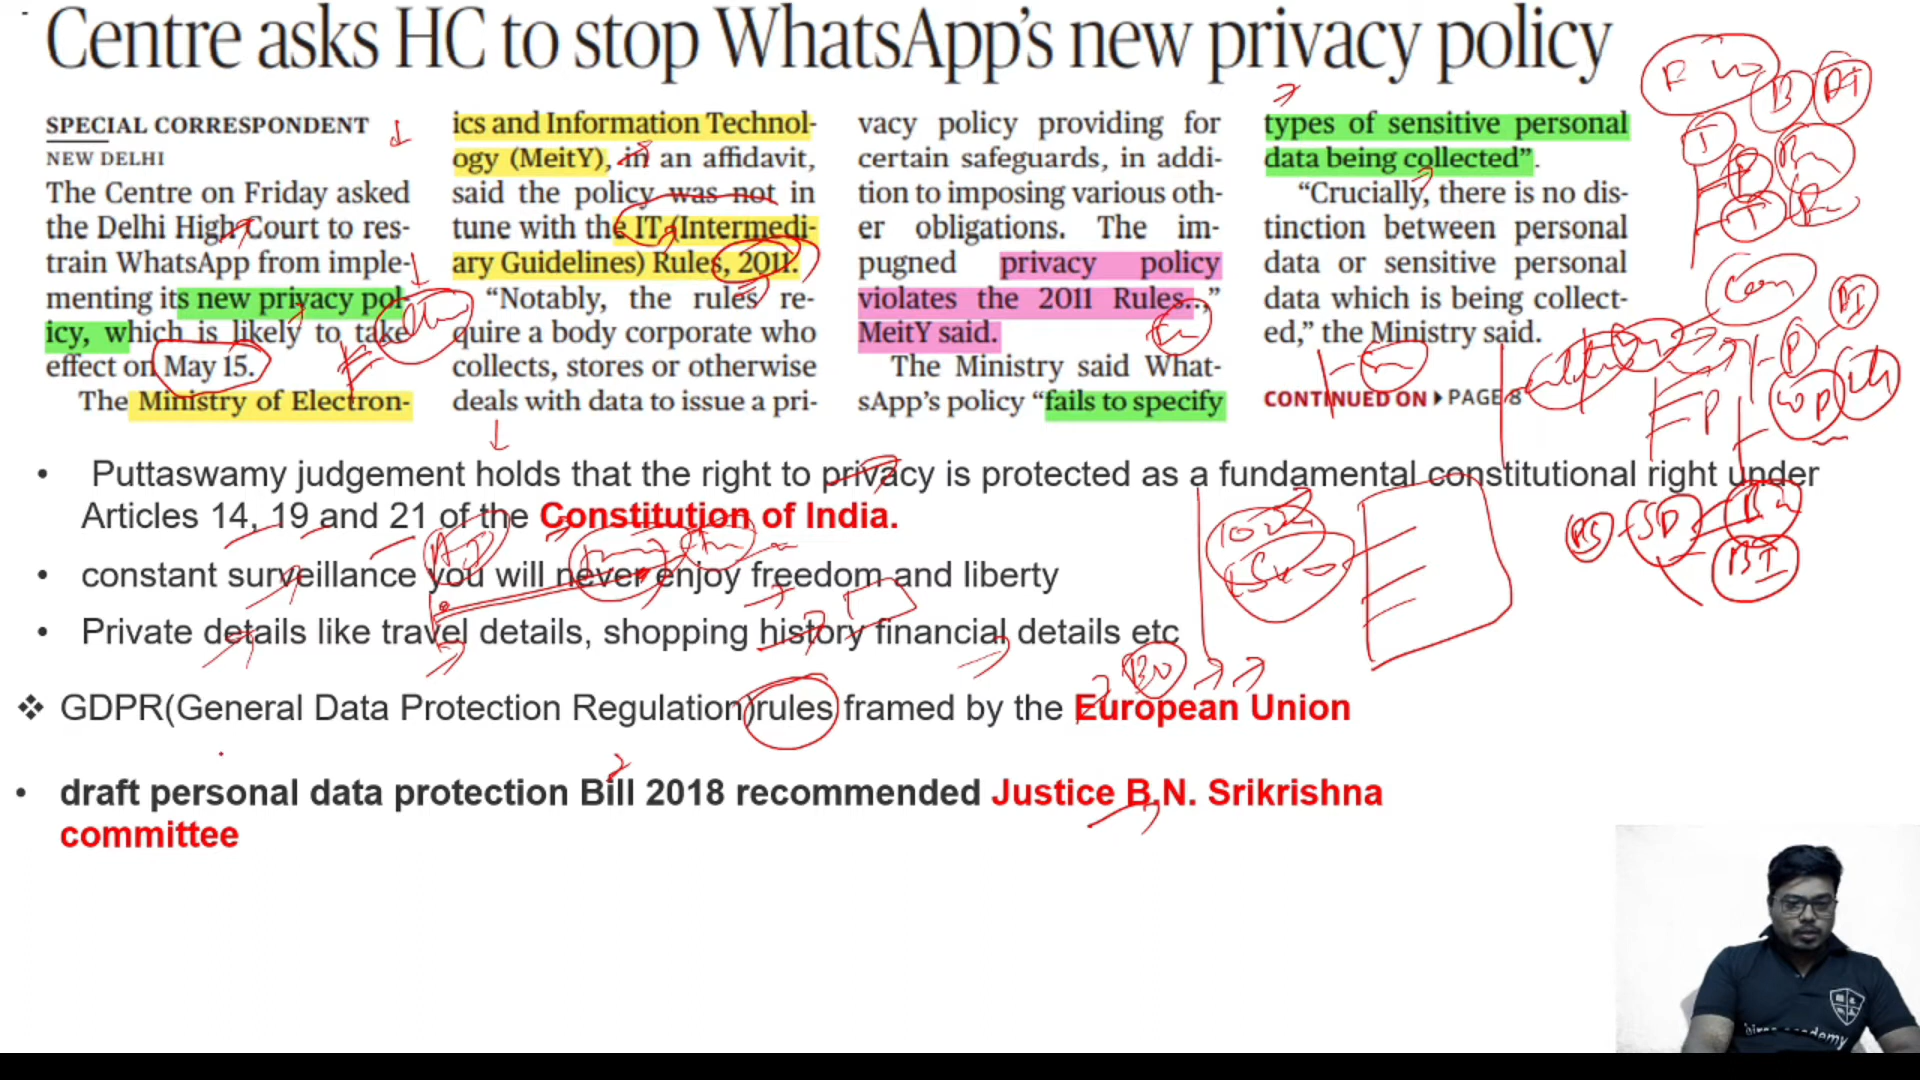 Centre asks HC to stop WhatsApp's new privacy policy
SPECIAL CORRESPONDENT
NEW DELHI
The Centre on Friday asked
the Delhi High Court to res-
train WhatsApp from imple-
menting its new privacy pol-
icy, which is likely to take
effect on May 15.
The Ministry of Electron-
ics and Information Technol-
ogy (MeitY), in an affidavit,
said the policy was not in
tune with the IT (Intermedi-
ary Guidelines) Rules, 2011.
“Notably, the rules re-
quire a body corporate who
collects, stores or otherwise
deals with data to issue a pri-
vacy policy providing for
certain safeguards, in addi-
tion to imposing various oth-
er obligations. The im-
pugned privacy policy
violates the 2011 Rules...,”
MeitY said.
The Ministry said What-
sApp's policy “fails to specify
types of sensitive personal
data being collected”.
“Crucially, there is no dis-
tinction between personal
data or sensitive personal
data which is being collect-
ed,” the Ministry said.
CONTINUED ON ▸ PAGE 8
• Puttaswamy judgement holds that the right to privacy is protected as a fundamental constitutional right under
Articles 14, 19 and 21 of the Constitution of India.
• constant surveillance you will never enjoy freedom and liberty
• Private details like travel details, shopping history financial details etc
❖ GDPR(General Data Protection Regulation)rules framed by the European Union
• draft personal data protection Bill 2018 recommended Justice B.N. Srikrishna
committee